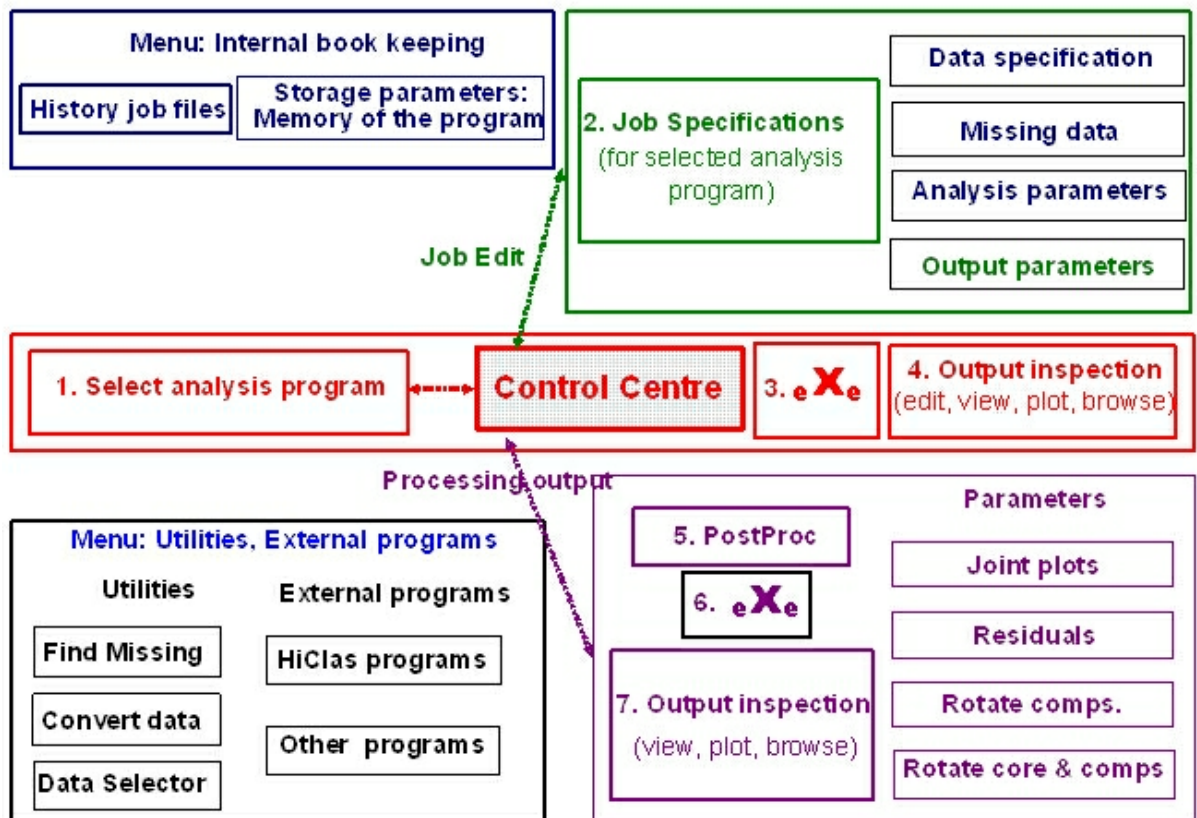 Menu: Internal book keeping
History job files
Storage parameters:
Memory of the program
2. Job Specifications
(for selected analysis
program)
Data specification
Missing data
Analysis parameters
Output parameters
Job Edit
1. Select analysis program
Control Centre
3. eXe
4. Output inspection
(edit, view, plot, browse)
Processing output
Menu: Utilities, External programs
Utilities
Find Missing
Convert data
Data Selector
External programs
HiClas programs
Other programs
5. PostProc
6. eXe
7. Output inspection
(view, plot, browse)
Parameters
Joint plots
Residuals
Rotate comps.
Rotate core & comps